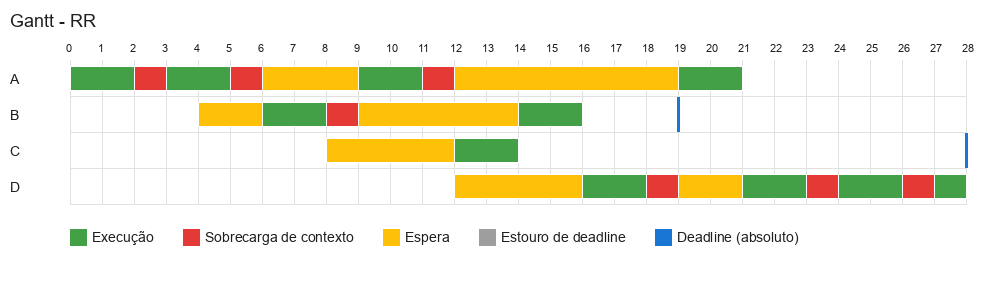 Gantt - RR
0 1 2 3 4 5 6 7 8 9 10 11 12 13 14 15 16 17 18 19 20 21 22 23 24 25 26 27 28
A
B
C
D
Execução Sobrecarga de contexto Espera Estouro de deadline Deadline (absoluto)